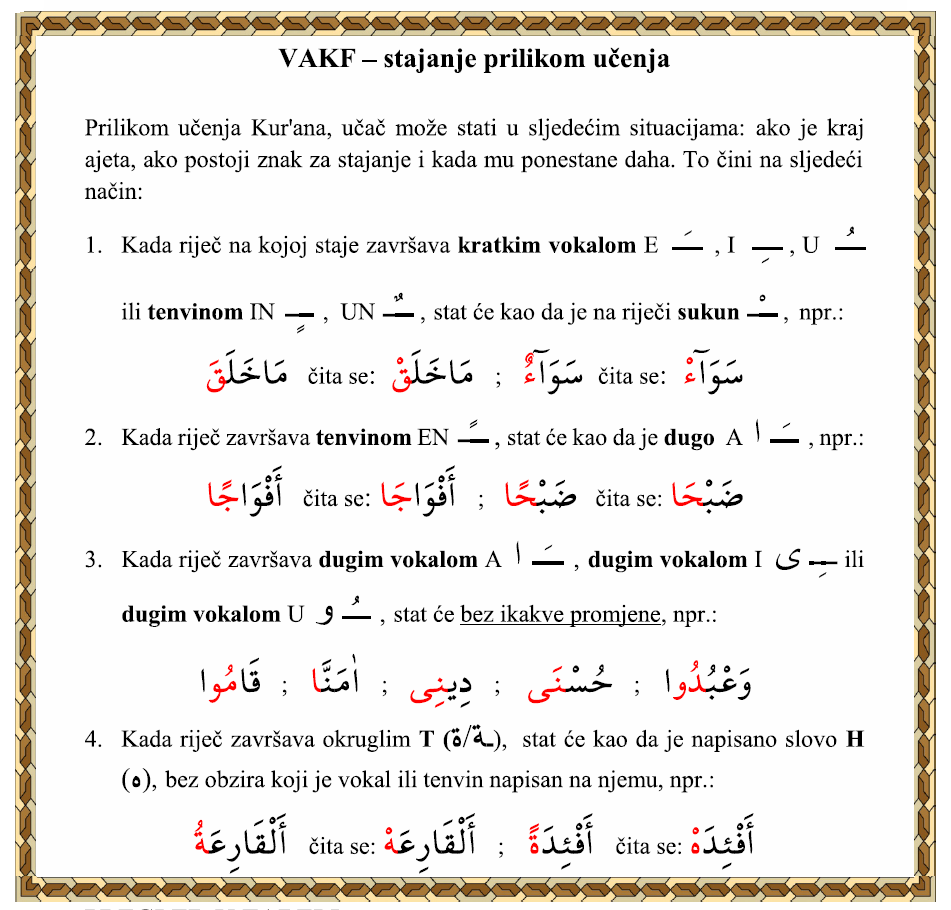 VAKF – stajanje prilikom učenja
Prilikom učenja Kur'ana, učač može stati u sljedećim situacijama: ako je kraj
ajeta, ako postoji znak za stajanje i kada mu ponestane daha. To čini na sljedeći
način:
1. Kada riječ na kojoj staje završava kratkim vokalom E ـَ , I ـِ , U ـُ
ili tenvinom IN ـٍ , UN ـٌ , stat će kao da je na riječi sukun ـْ , npr.:
مَاخَلَقَ čita se: مَاخَلَقْ ; سَوَآءٌ čita se: سَوَآءْ
2. Kada riječ završava tenvinom EN ـً , stat će kao da je dugo A ا ـَ , npr.:
أَفْوَاجًا čita se: أَفْوَاجَا ; ضَبْحًا čita se: ضَبْحَا
3. Kada riječ završava dugim vokalom A ا ـَ , dugim vokalom I ى ـِ ili
dugim vokalom U و ـُ , stat će bez ikakve promjene, npr.:
قَامُوا ; اٰمَنَّا ; دِينِى ; حُسْنَى ; وَعْبُدُوا
4. Kada riječ završava okruglim T (ة/ـة), stat će kao da je napisano slovo H
(ه), bez obzira koji je vokal ili tenvin napisan na njemu, npr.:
أَلْقَارِعَةُ čita se: أَلْقَارِعَهْ ; أَفْئِدَةً čita se: أَفْئِدَهْ